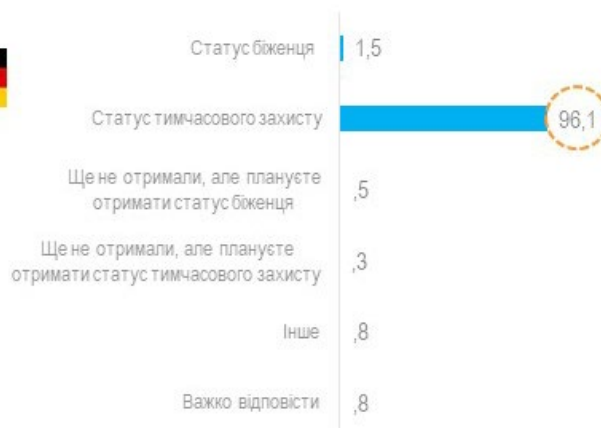 Статус біженця 1,5
Статус тимчасового захисту 96,1
Ще не отримали, але плануєте
отримати статус біженця ,5
Ще не отримали, але плануєте
отримати статус тимчасового захисту ,3
Інше ,8
Важко відповісти ,8